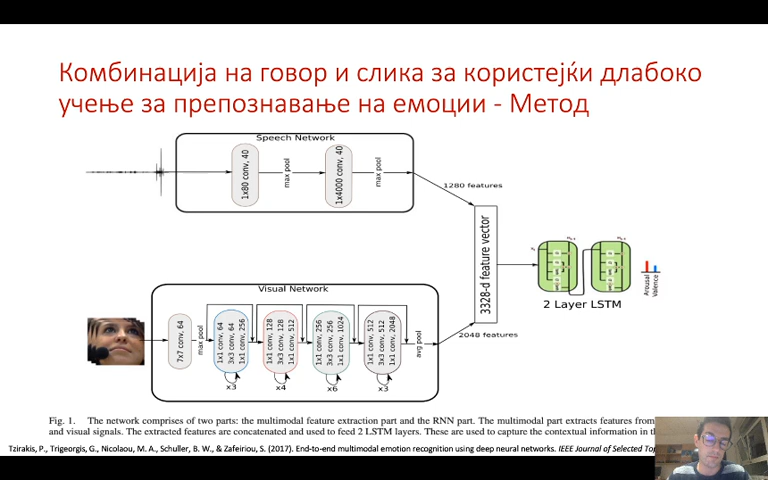 Комбинација на говор и слика за користејќи длабоко
учење за препознавање на емоции - Метод
Speech Network
1x80 conv, 40
max pool
1x4000 conv, 40
max pool
1280 features
3328-d feature vector
2 Layer LSTM
Arousal
Valence
Visual Network
7x7 conv, 64
max pool
1x1 conv, 64
3x3 conv, 64
1x1 conv, 256
x3
1x1 conv, 128
3x3 conv, 128
1x1 conv, 512
x4
1x1 conv, 256
3x3 conv, 256
1x1 conv, 1024
x6
1x1 conv, 512
3x3 conv, 512
1x1 conv, 2048
x3
avg pool
2048 features
Fig. 1. The network comprises of two parts: the multimodal feature extraction part and the RNN part. The multimodal part extracts features from
and visual signals. The extracted features are concatenated and used to feed 2 LSTM layers. These are used to capture the contextual information in
Tzirakis, P., Trigeorgis, G., Nicolaou, M. A., Schuller, B. W., & Zafeiriou, S. (2017). End-to-end multimodal emotion recognition using deep neural networks. IEEE Journal of Selected